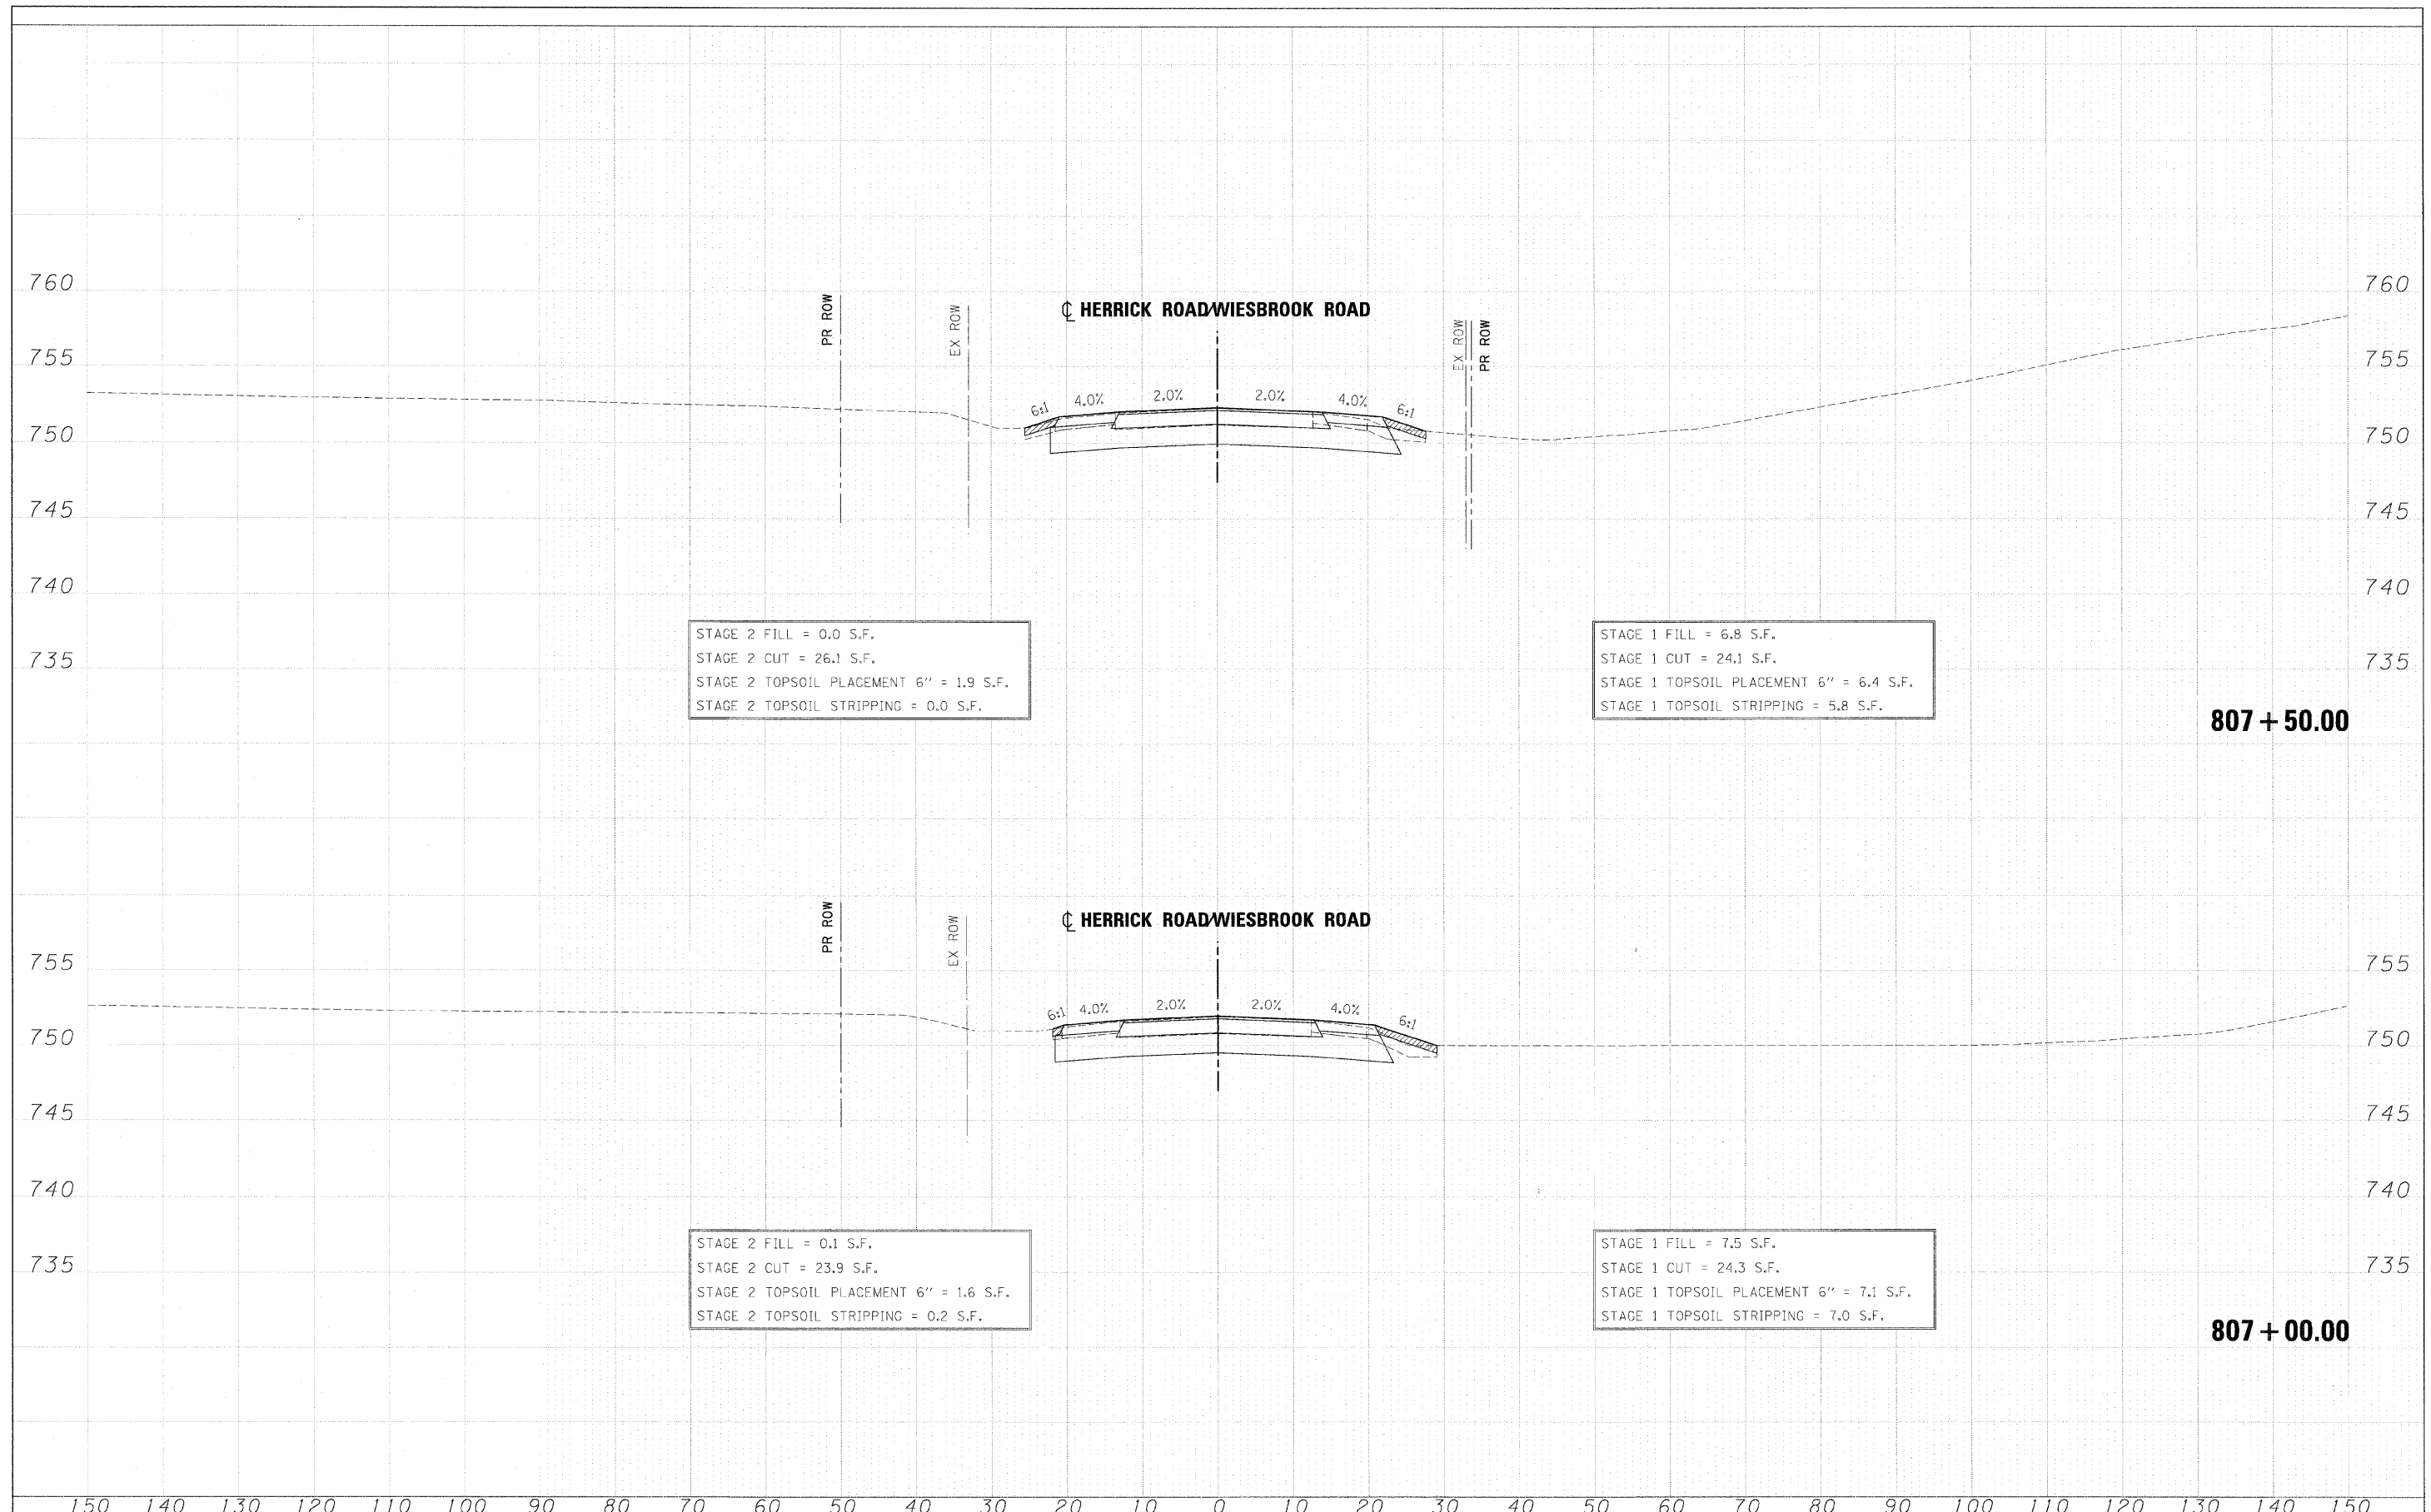 ℄ HERRICK ROAD/WIESBROOK ROAD
PR ROW
EX ROW
EX ROW
PR ROW
760
755
750
745
740
735
760
755
750
745
740
735
6:1 4.0% 2.0% 2.0% 4.0% 6:1
STAGE 2 FILL = 0.0 S.F.
STAGE 2 CUT = 26.1 S.F.
STAGE 2 TOPSOIL PLACEMENT 6" = 1.9 S.F.
STAGE 2 TOPSOIL STRIPPING = 0.0 S.F.
STAGE 1 FILL = 6.8 S.F.
STAGE 1 CUT = 24.1 S.F.
STAGE 1 TOPSOIL PLACEMENT 6" = 6.4 S.F.
STAGE 1 TOPSOIL STRIPPING = 5.8 S.F.
807+50.00
℄ HERRICK ROAD/WIESBROOK ROAD
PR ROW
EX ROW
755
750
745
740
735
755
750
745
740
735
6:1 4.0% 2.0% 2.0% 4.0% 6:1
STAGE 2 FILL = 0.1 S.F.
STAGE 2 CUT = 23.9 S.F.
STAGE 2 TOPSOIL PLACEMENT 6" = 1.6 S.F.
STAGE 2 TOPSOIL STRIPPING = 0.2 S.F.
STAGE 1 FILL = 7.5 S.F.
STAGE 1 CUT = 24.3 S.F.
STAGE 1 TOPSOIL PLACEMENT 6" = 7.1 S.F.
STAGE 1 TOPSOIL STRIPPING = 7.0 S.F.
807+00.00
150 140 130 120 110 100 90 80 70 60 50 40 30 20 10 0 10 20 30 40 50 60 70 80 90 100 110 120 130 140 150